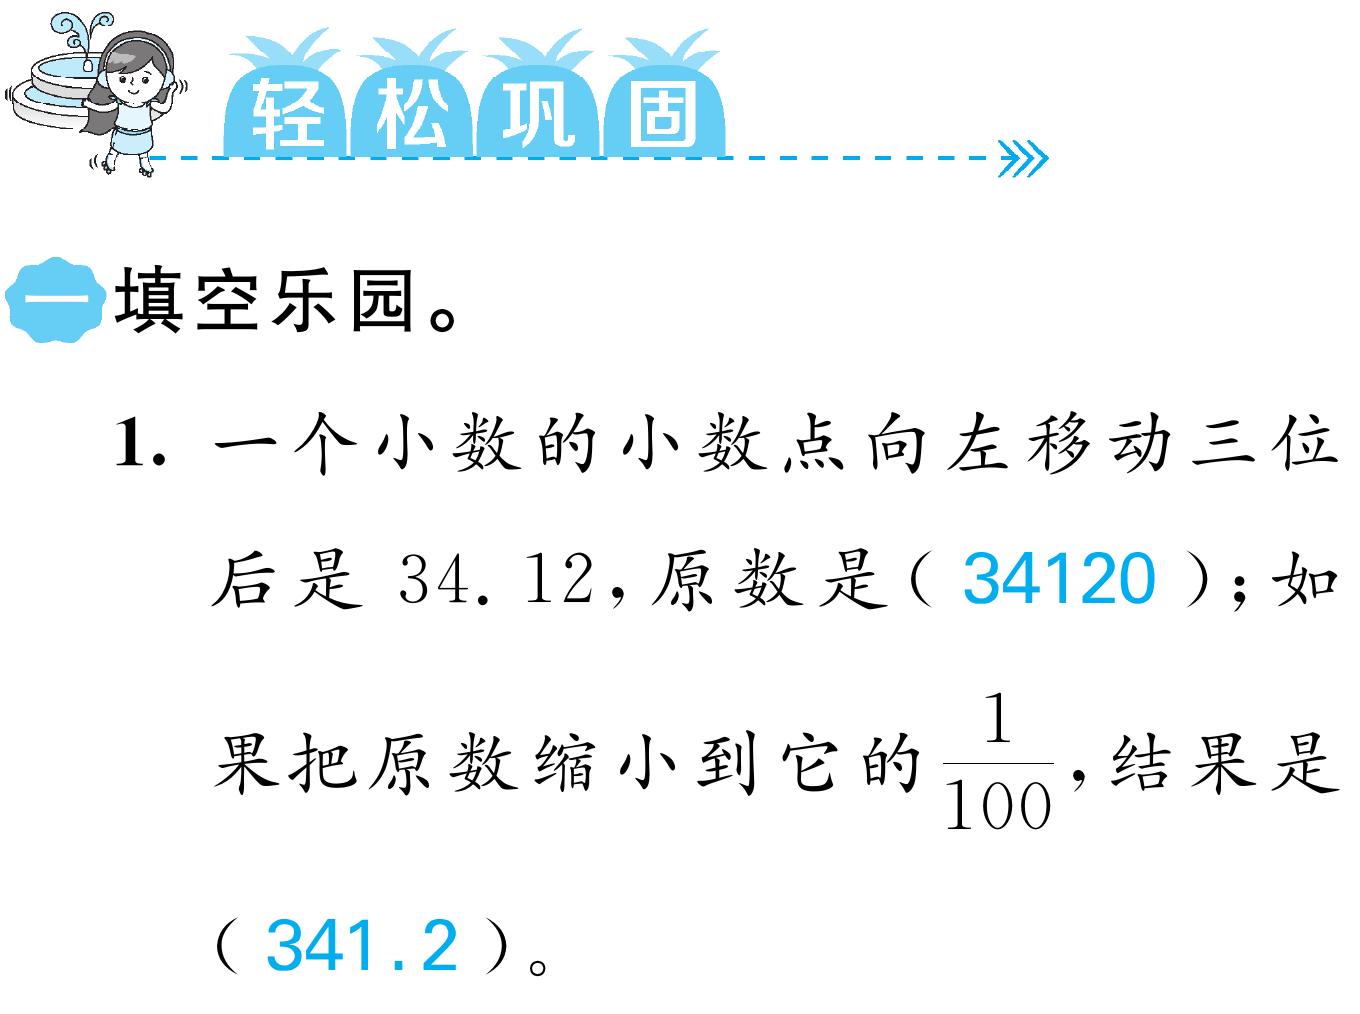 轻松巩固
一 填空乐园。
1. 一个小数的小数点向左移动三位
后是 34.12,原数是( 34120 );如
果把原数缩小到它的 1/100,结果是
( 341.2 )。